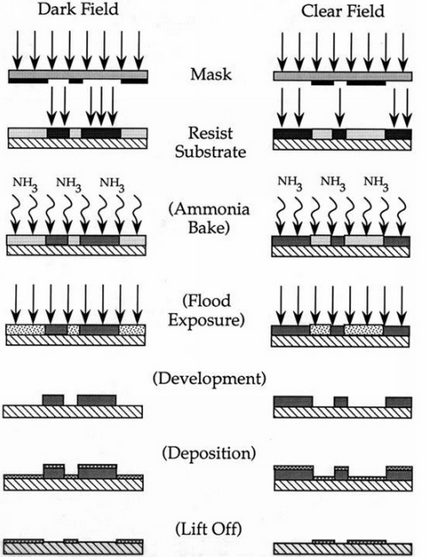 Dark Field
Clear Field
Mask
Resist
Substrate
NH3 NH3 NH3
NH3 NH3 NH3
(Ammonia
Bake)
(Flood
Exposure)
(Development)
(Deposition)
(Lift Off)